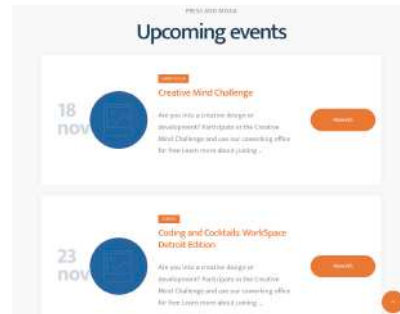 PRESS AND MEDIA
Upcoming events
18
nov
Creative Mind Challenge
Are you into a creative design or
development? Participate in the Creative
Mind Challenge and use our coworking office
for free Learn more about joining ...
23
nov
Coding and Cocktails: WorkSpace
Detroit Edition
Are you into a creative design or
development? Participate in the Creative
Mind Challenge and use our coworking office
for free Learn more about joining ...